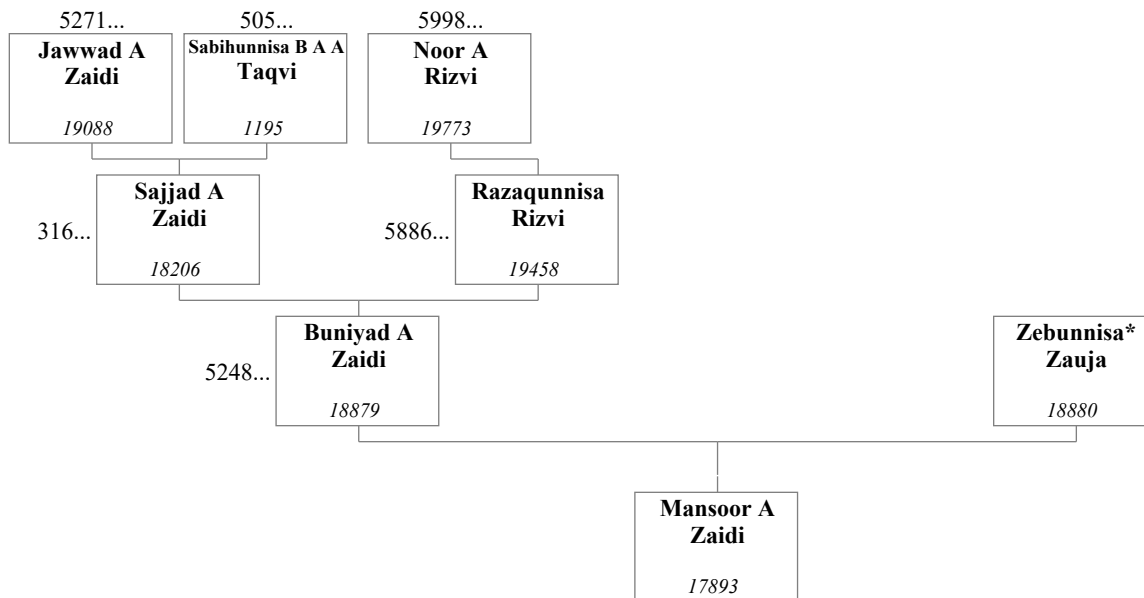 5271...
505...
5998...
Jawwad A
Zaidi
19088
Sabihunnisa B A A
Taqvi
1195
Noor A
Rizvi
19773
316...
Sajjad A
Zaidi
18206
5886...
Razaqunnisa
Rizvi
19458
5248...
Buniyad A
Zaidi
18879
Zebunnisa*
Zauja
18880
Mansoor A
Zaidi
17893